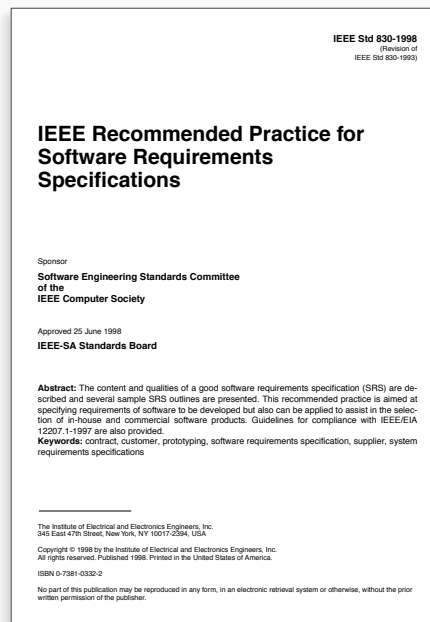 IEEE Std 830-1998
(Revision of
IEEE Std 830-1993)
IEEE Recommended Practice for
Software Requirements
Specifications
Sponsor
Software Engineering Standards Committee
of the
IEEE Computer Society
Approved 25 June 1998
IEEE-SA Standards Board
Abstract: The content and qualities of a good software requirements specification (SRS) are de-
scribed and several sample SRS outlines are presented. This recommended practice is aimed at
specifying requirements of software to be developed but also can be applied to assist in the selec-
tion of in-house and commercial software products. Guidelines for compliance with IEEE/EIA
12207.1-1997 are also provided.
Keywords: contract, customer, prototyping, software requirements specification, supplier, system
requirements specifications
The Institute of Electrical and Electronics Engineers, Inc.
345 East 47th Street, New York, NY 10017-2394, USA
Copyright © 1998 by the Institute of Electrical and Electronics Engineers, Inc.
All rights reserved. Published 1998. Printed in the United States of America.
ISBN 0-7381-0332-2
No part of this publication may be reproduced in any form, in an electronic retrieval system or otherwise, without the prior
written permission of the publisher.